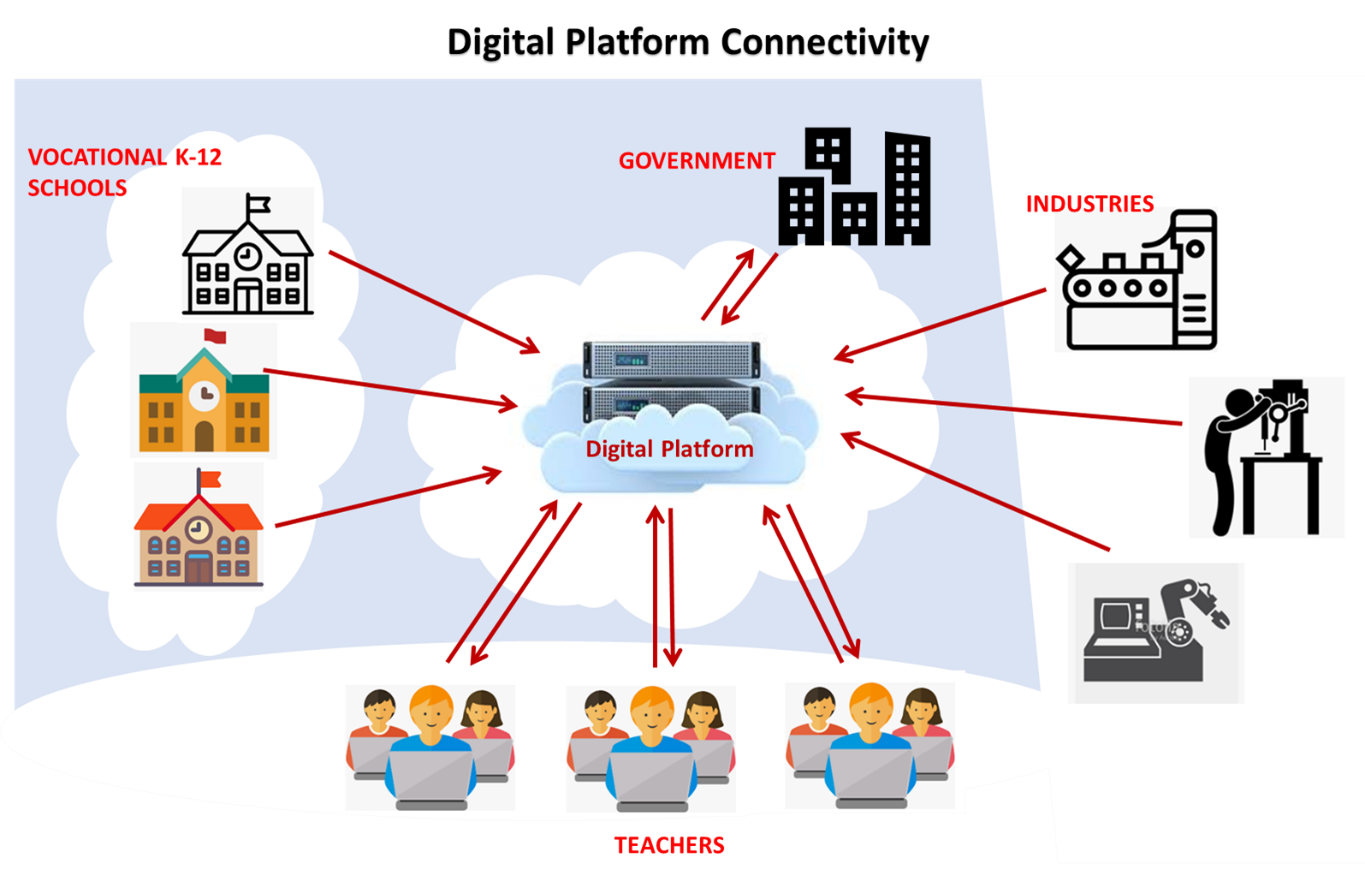 Digital Platform Connectivity
VOCATIONAL K-12
SCHOOLS
GOVERNMENT
INDUSTRIES
Digital Platform
TEACHERS